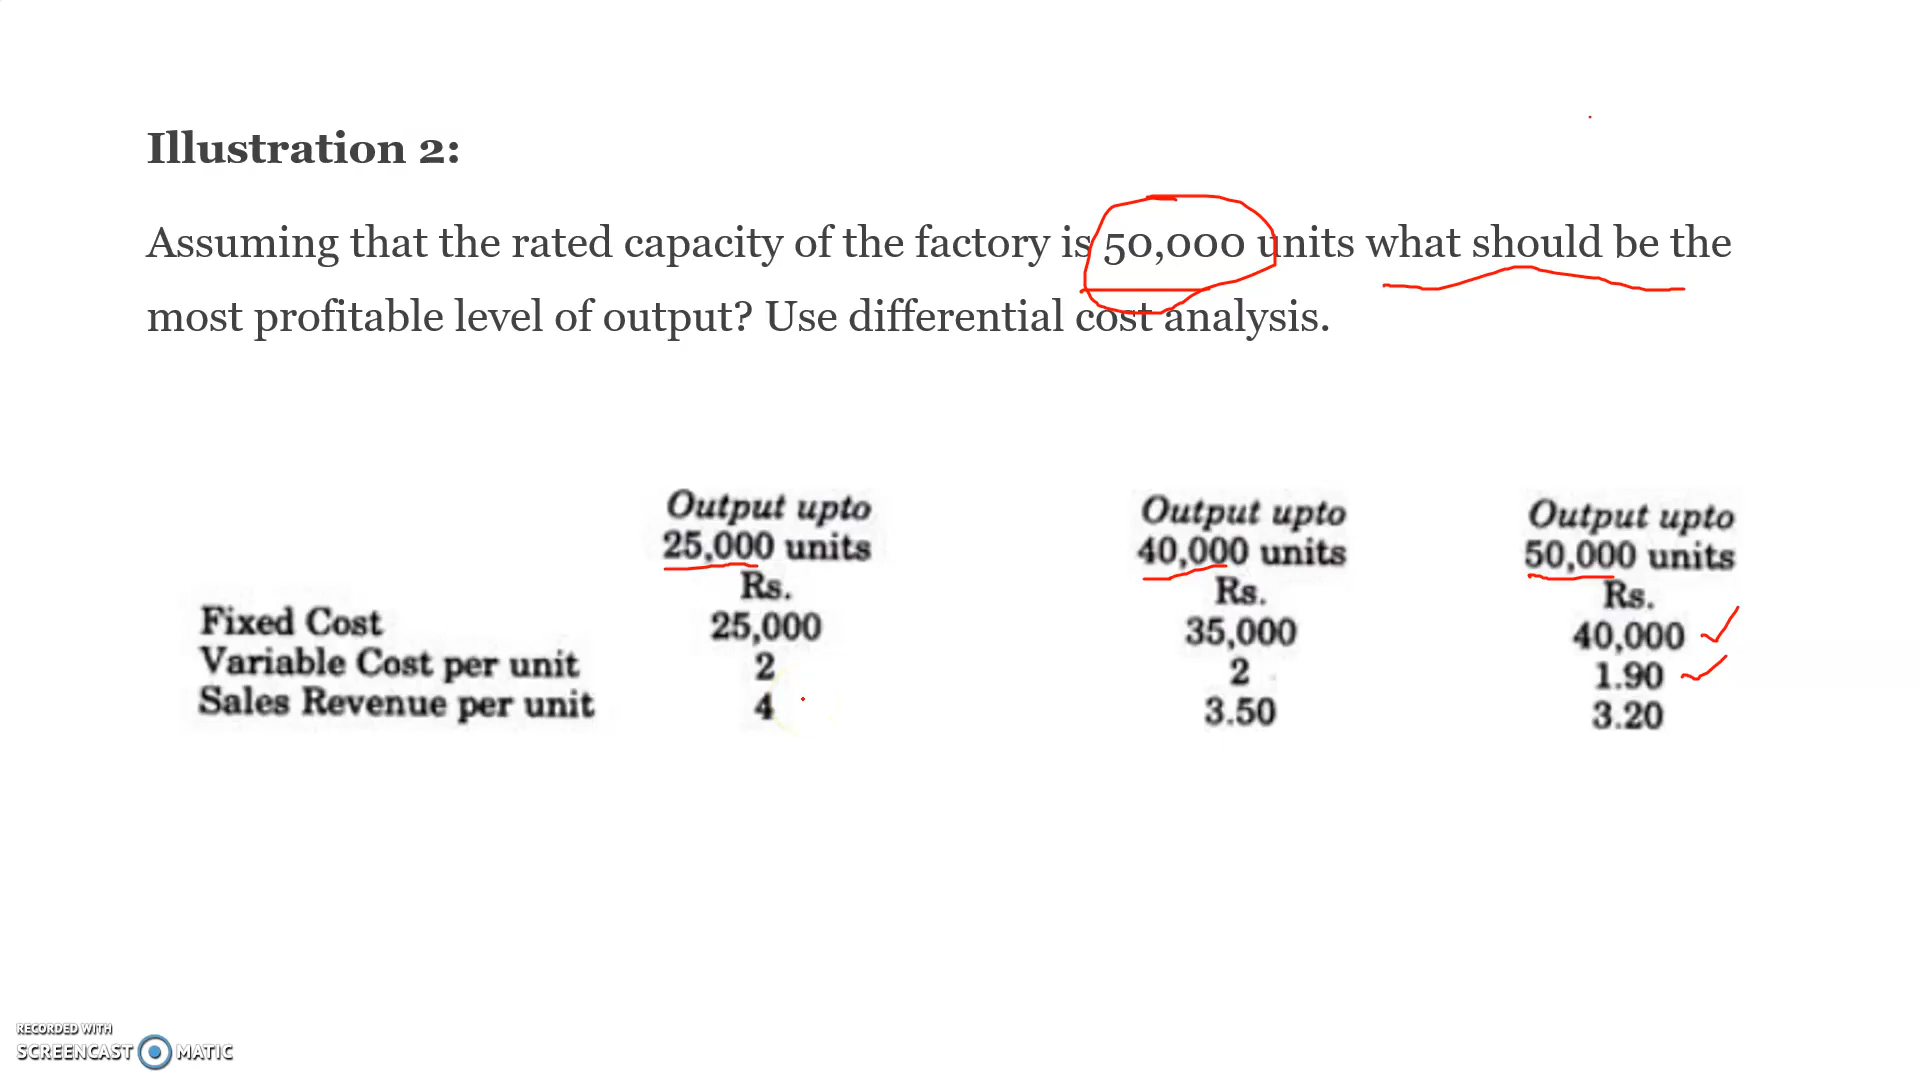 Illustration 2:
Assuming that the rated capacity of the factory is 50,000 units what should be the
most profitable level of output? Use differential cost analysis.
Output upto Output upto Output upto
25,000 units 40,000 units 50,000 units
Rs. Rs. Rs.
Fixed Cost 25,000 35,000 40,000
Variable Cost per unit 2 2 1.90
Sales Revenue per unit 4 3.50 3.20
RECORDED WITH
SCREENCAST MATIC